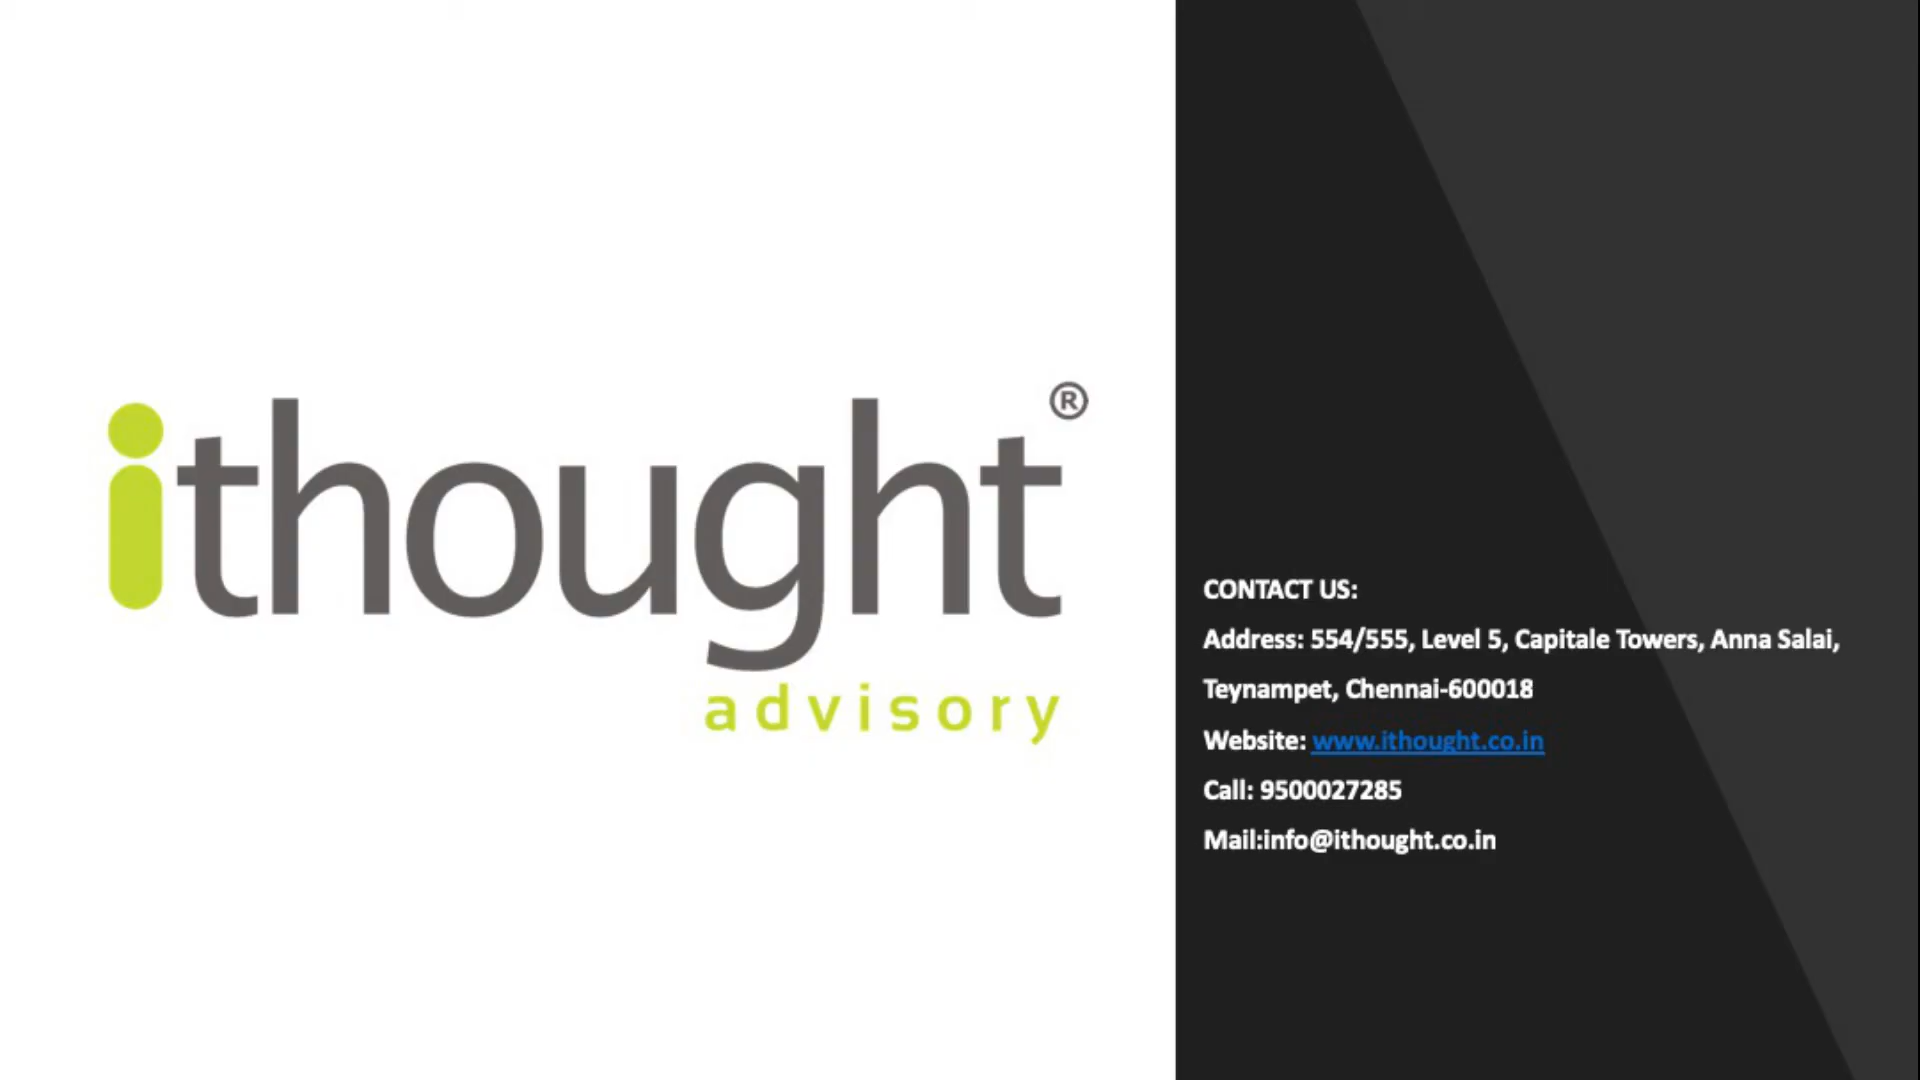 ithought®
advisory
CONTACT US:
Address: 554/555, Level 5, Capitale Towers, Anna Salai,
Teynampet, Chennai-600018
Website: www.ithought.co.in
Call: 9500027285
Mail:info@ithought.co.in